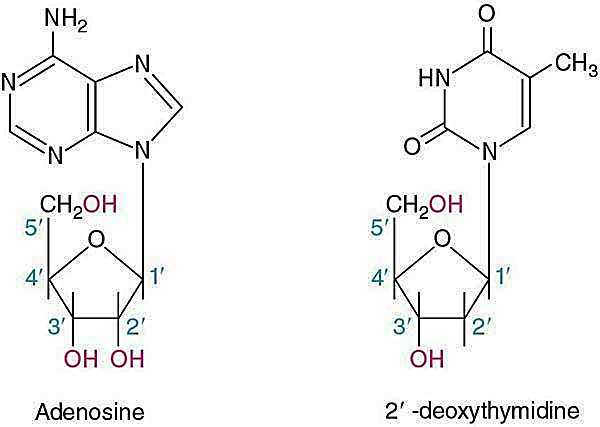 NH₂
N
N
N
N
CH₂OH
5′
O
4′
1′
3′
2′
OH
OH
Adenosine
O
CH₃
HN
O
N
CH₂OH
5′
O
4′
1′
3′
2′
OH
2′ -deoxythymidine